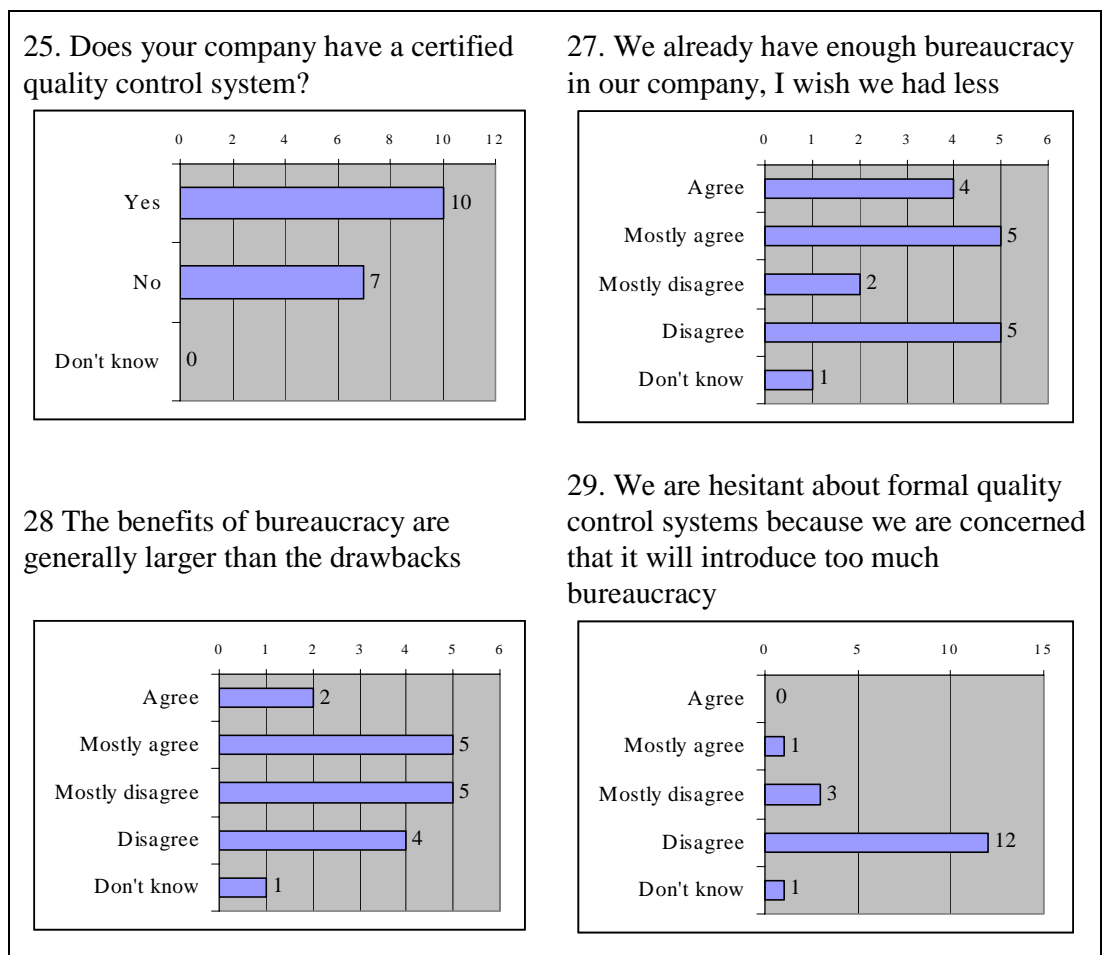 25. Does your company have a certified
quality control system?
0 2 4 6 8 10 12
Yes 10
No 7
Don't know 0
27. We already have enough bureaucracy
in our company, I wish we had less
0 1 2 3 4 5 6
Agree 4
Mostly agree 5
Mostly disagree 2
Disagree 5
Don't know 1
28 The benefits of bureaucracy are
generally larger than the drawbacks
0 1 2 3 4 5 6
Agree 2
Mostly agree 5
Mostly disagree 5
Disagree 4
Don't know 1
29. We are hesitant about formal quality
control systems because we are concerned
that it will introduce too much
bureaucracy
0 5 10 15
Agree 0
Mostly agree 1
Mostly disagree 3
Disagree 12
Don't know 1